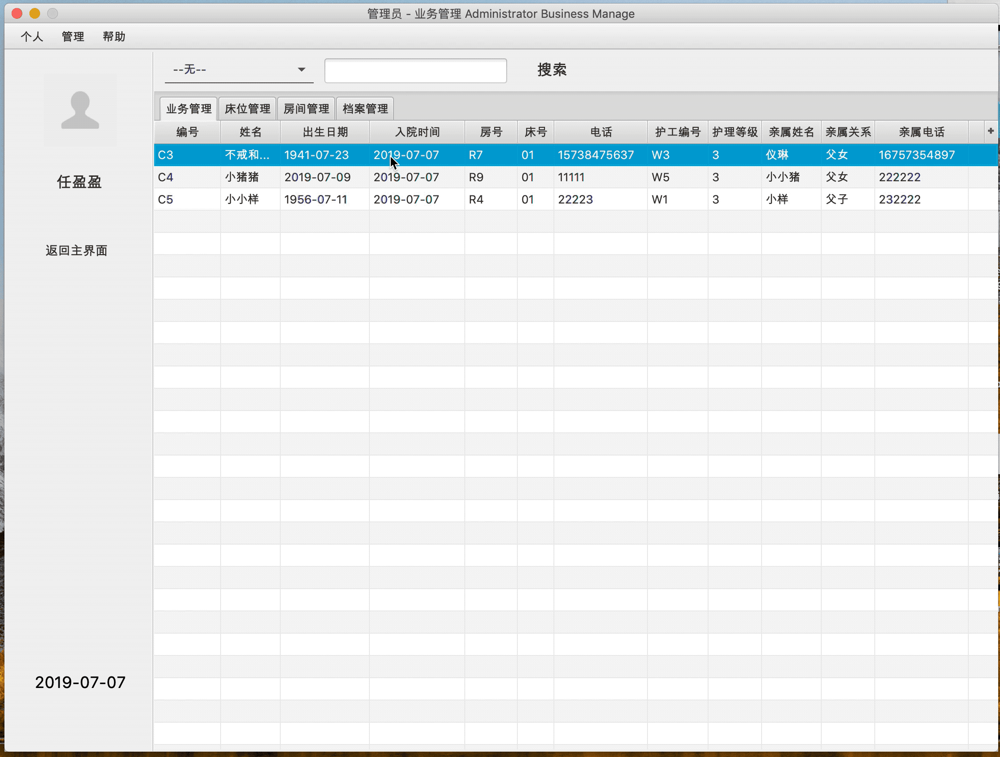 管理员 - 业务管理 Administrator Business Manage
个人 管理 帮助
--无-- 搜索
业务管理 床位管理 房间管理 档案管理
编号 姓名 出生日期 入院时间 房号 床号 电话 护工编号 护理等级 亲属姓名 亲属关系 亲属电话 +
C3 不戒和... 1941-07-23 2019-07-07 R7 01 15738475637 W3 3 仪琳 父女 16757354897
C4 小猪猪 2019-07-09 2019-07-07 R9 01 11111 W5 3 小小猪 父女 222222
C5 小小样 1956-07-11 2019-07-07 R4 01 22223 W1 3 小样 父子 232222
任盈盈
返回主界面
2019-07-07